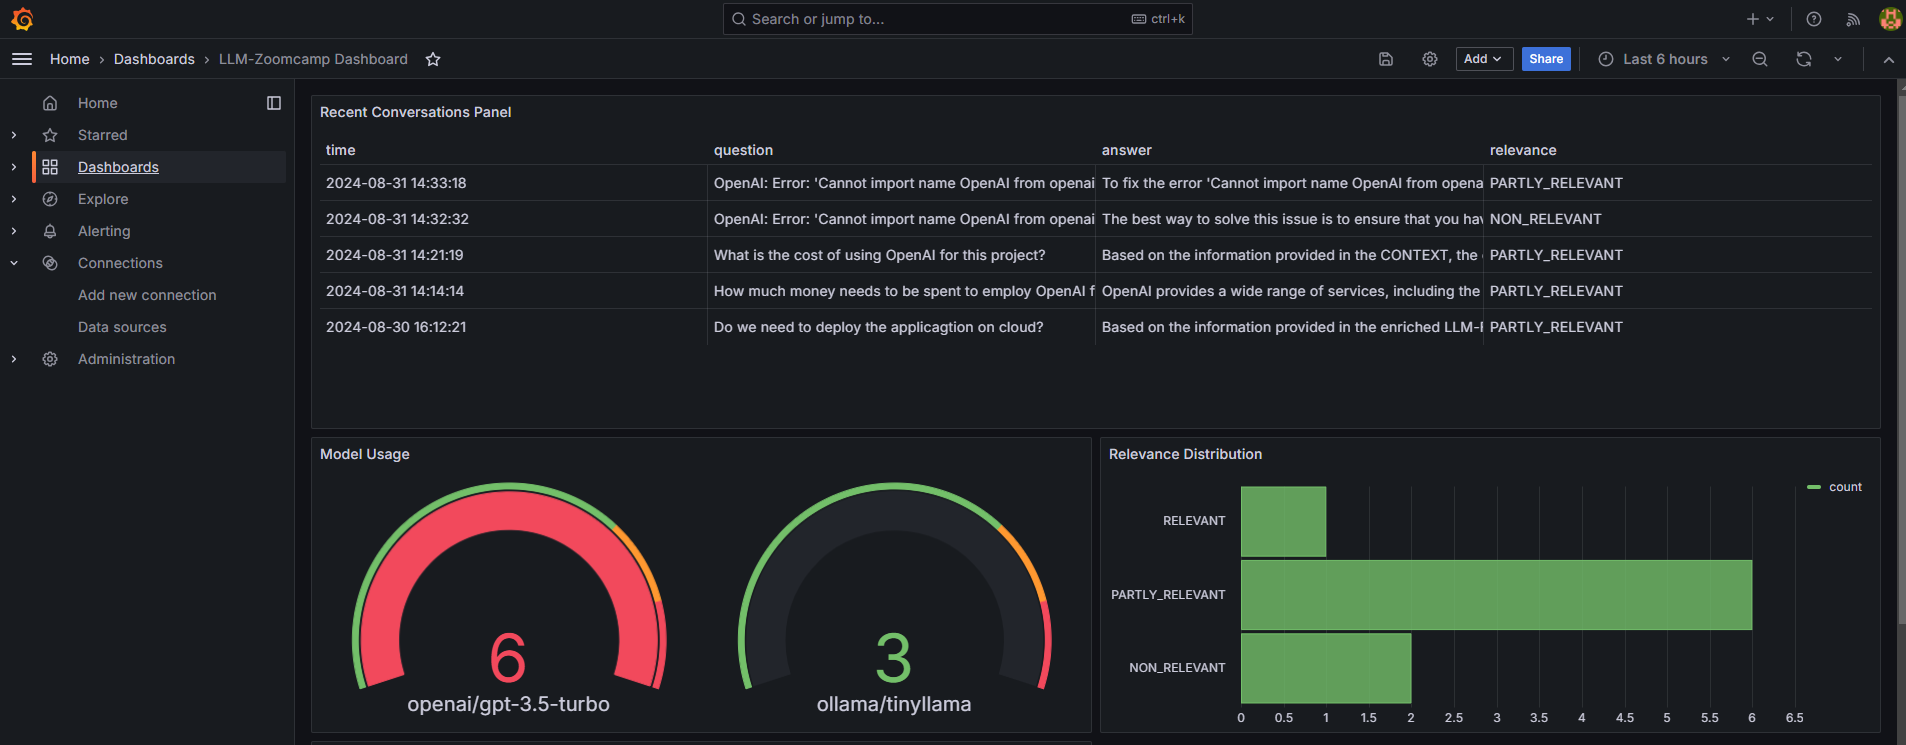 Search or jump to...
ctrl+k
Home
Dashboards
LLM-Zoomcamp Dashboard
Add
Share
Last 6 hours
Home
Starred
Dashboards
Explore
Alerting
Connections
Add new connection
Data sources
Administration
Recent Conversations Panel
time question answer relevance
2024-08-31 14:33:18 OpenAI: Error: 'Cannot import name OpenAI from openai To fix the error 'Cannot import name OpenAI from opena PARTLY_RELEVANT
2024-08-31 14:32:32 OpenAI: Error: 'Cannot import name OpenAI from openai The best way to solve this issue is to ensure that you hav NON_RELEVANT
2024-08-31 14:21:19 What is the cost of using OpenAI for this project? Based on the information provided in the CONTEXT, the PARTLY_RELEVANT
2024-08-31 14:14:14 How much money needs to be spent to employ OpenAI f OpenAI provides a wide range of services, including the PARTLY_RELEVANT
2024-08-30 16:12:21 Do we need to deploy the applicagtion on cloud? Based on the information provided in the enriched LLM- PARTLY_RELEVANT
Model Usage
6
openai/gpt-3.5-turbo
3
ollama/tinyllama
Relevance Distribution
count
RELEVANT
PARTLY_RELEVANT
NON_RELEVANT
0 0.5 1 1.5 2 2.5 3 3.5 4 4.5 5 5.5 6 6.5